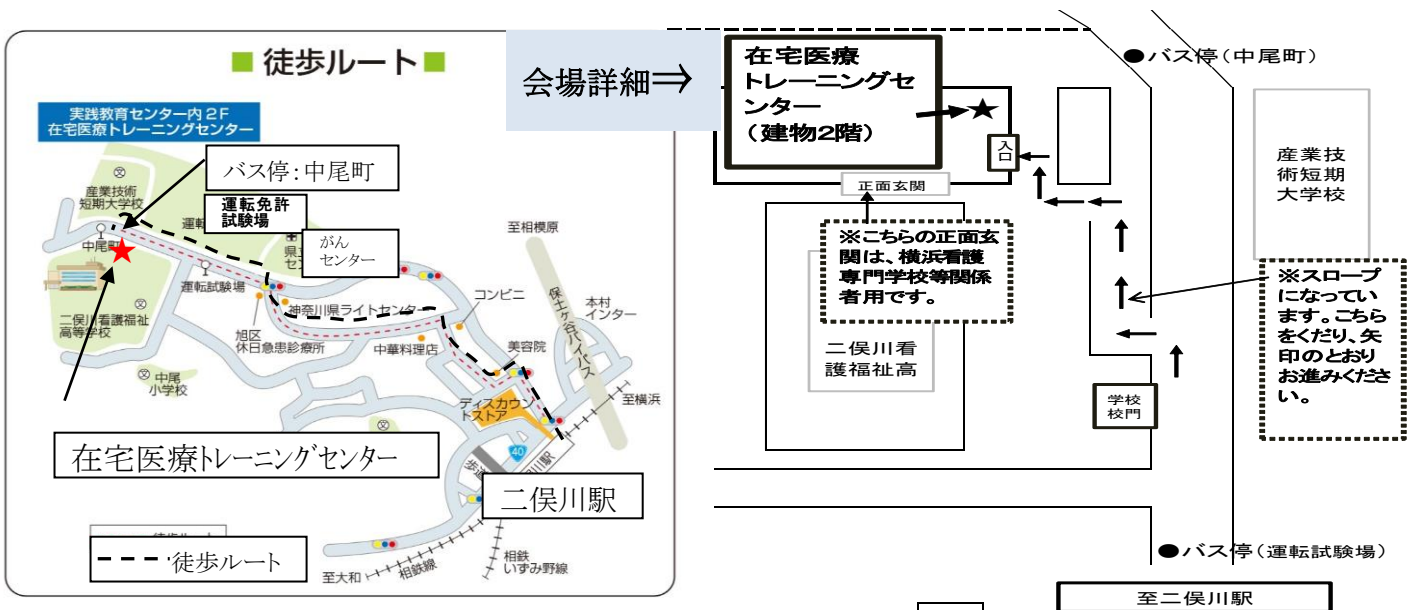 ■ 徒歩ルート■
実践教育センター内2F
在宅医療トレーニングセンター
バス停:中尾町
産業技術
短期大学校
運転免許
試験場
がん
センター
中尾町
運転試験場
二俣川看護福祉
高等学校
神奈川県ライトセンター
旭区
休日急患診療所
中華料理店
コンビニ
美容院
至相模原
保土ヶ谷バイパス
本村
インター
至横浜
中尾
小学校
ディスカウン
トストア
40
在宅医療トレーニングセンター
二俣川駅
徒歩ルート
至大和
相鉄線
相鉄
いずみ野線
会場詳細⇒
在宅医療
トレーニングセ
ンター
(建物2階)
入口
正面玄関
※こちらの正面玄
関は、横浜看護
専門学校等関係
者用です。
二俣川看
護福祉高
●バス停(中尾町)
産業技
術短期
大学校
※スロープ
になってい
ます。こちら
をくだり、矢
印のとおり
お進みくださ
い。
学校
校門
●バス停(運転試験場)
至二俣川駅